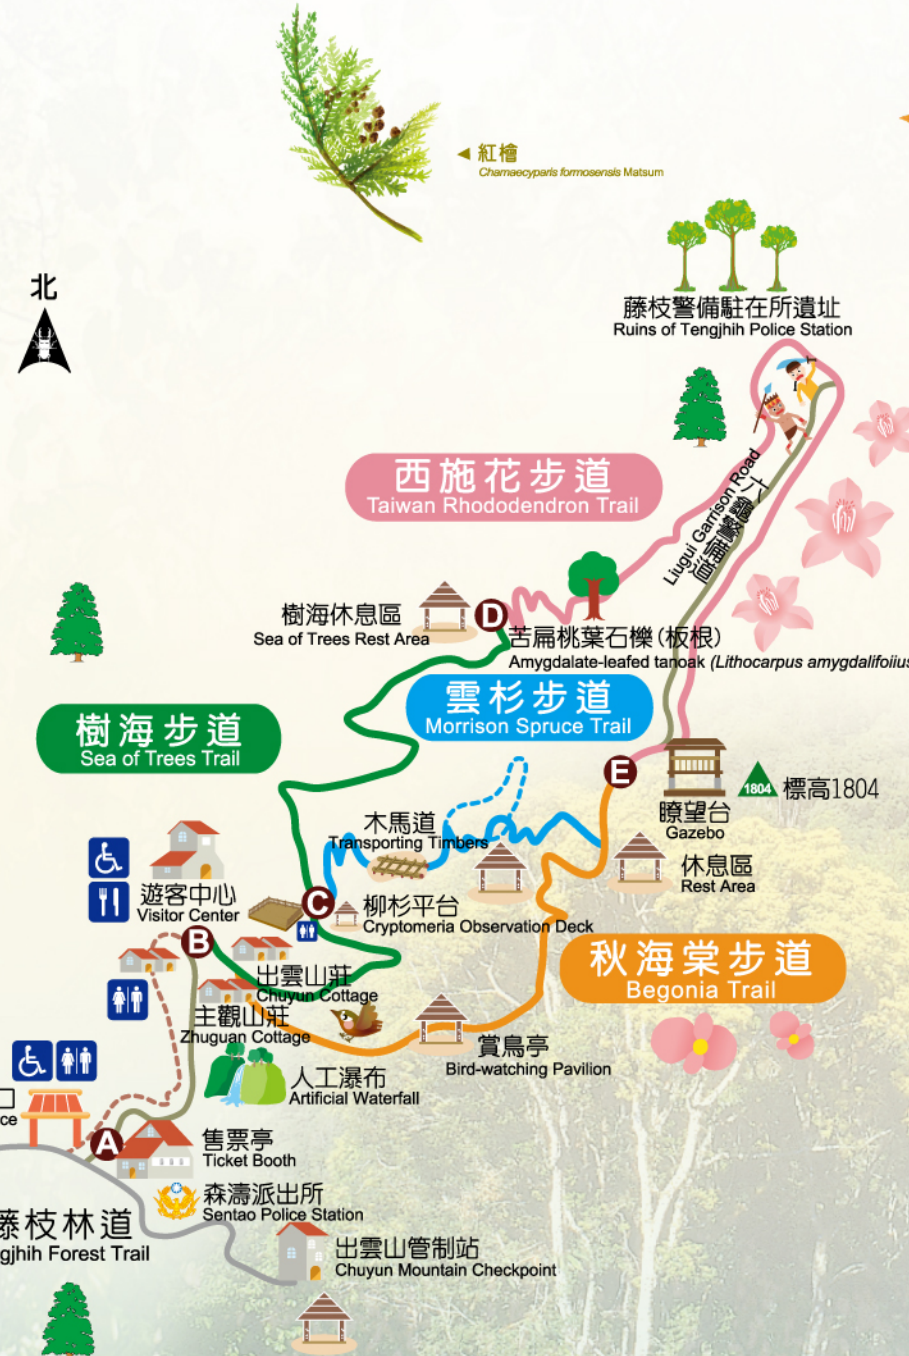 紅檜
Chamaecyparis formosensis Matsum
北
藤枝警備駐在所遺址
Ruins of Tengjhih Police Station
西施花步道
Taiwan Rhododendron Trail
六龜警備道
Liugui Garrison Road
樹海休息區
Sea of Trees Rest Area
D
苦扁桃葉石櫟(板根)
Amygdalate-leafed tanoak (Lithocarpus amygdalifoiius
雲杉步道
Morrison Spruce Trail
樹海步道
Sea of Trees Trail
E
1804
標高1804
瞭望台
Gazebo
木馬道
Transporting Timbers
休息區
Rest Area
遊客中心
Visitor Center
C
柳杉平台
Cryptomeria Observation Deck
B
秋海棠步道
Begonia Trail
出雲山莊
Chuyun Cottage
主觀山莊
Zhuguan Cottage
賞鳥亭
Bird-watching Pavilion
人工瀑布
Artificial Waterfall
口
ce
A
售票亭
Ticket Booth
森濤派出所
Sentao Police Station
藤枝林道
gjhih Forest Trail
出雲山管制站
Chuyun Mountain Checkpoint